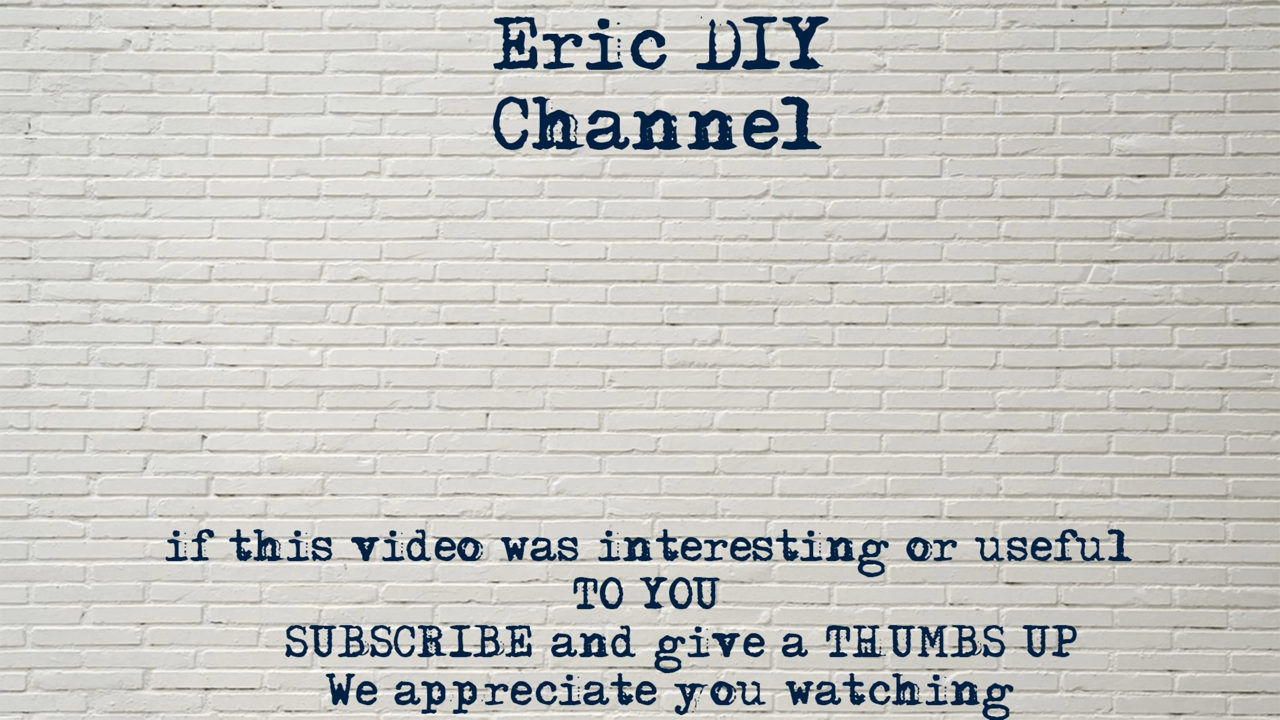 Eric DIY
Channel
if this video was interesting or useful
TO YOU
SUBSCRIBE and give a THUMBS UP
We appreciate you watching